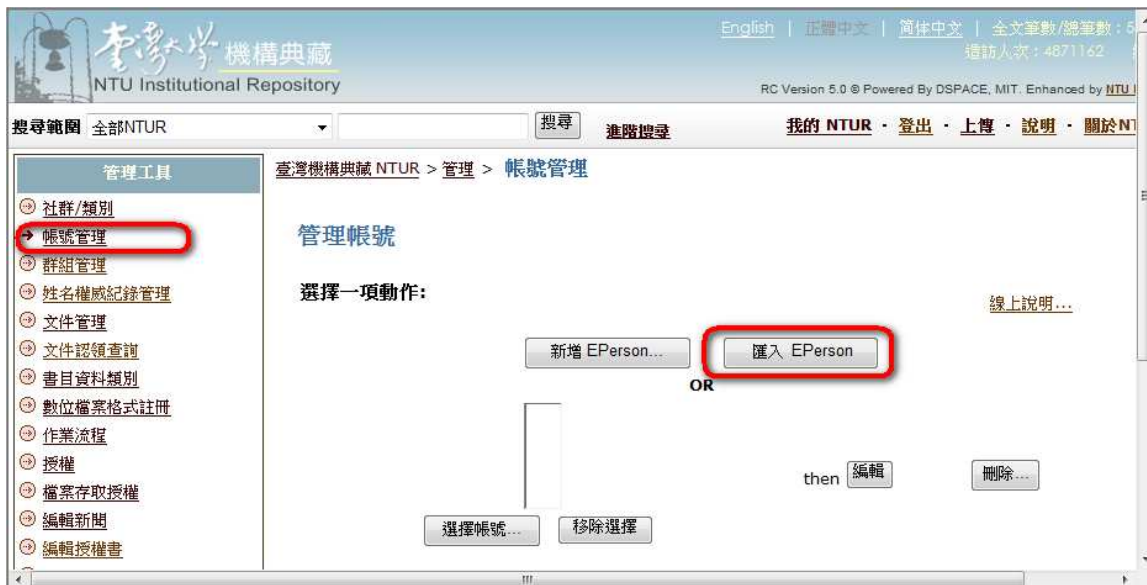 English | 正體中文 | 简体中文 | 全文筆數/總筆數 : 5
臺灣大學 機構典藏
造訪人次 : 4871162
NTU Institutional Repository
RC Version 5.0 © Powered By DSPACE, MIT. Enhanced by NTU
搜尋範圍 全部NTUR 搜尋 進階搜尋 我的 NTUR · 登出 · 上傳 · 說明 · 關於NT
管理工具
臺灣機構典藏 NTUR > 管理 > 帳號管理
社群/類別
帳號管理
群組管理
姓名權威紀錄管理
文件管理
文件認領查詢
書目資料類別
數位檔案格式註冊
作業流程
授權
檔案存取授權
編輯新聞
編輯授權書
管理帳號
選擇一項動作:
線上說明...
新增 EPerson... 匯入 EPerson
OR
then 編輯 刪除...
選擇帳號... 移除選擇